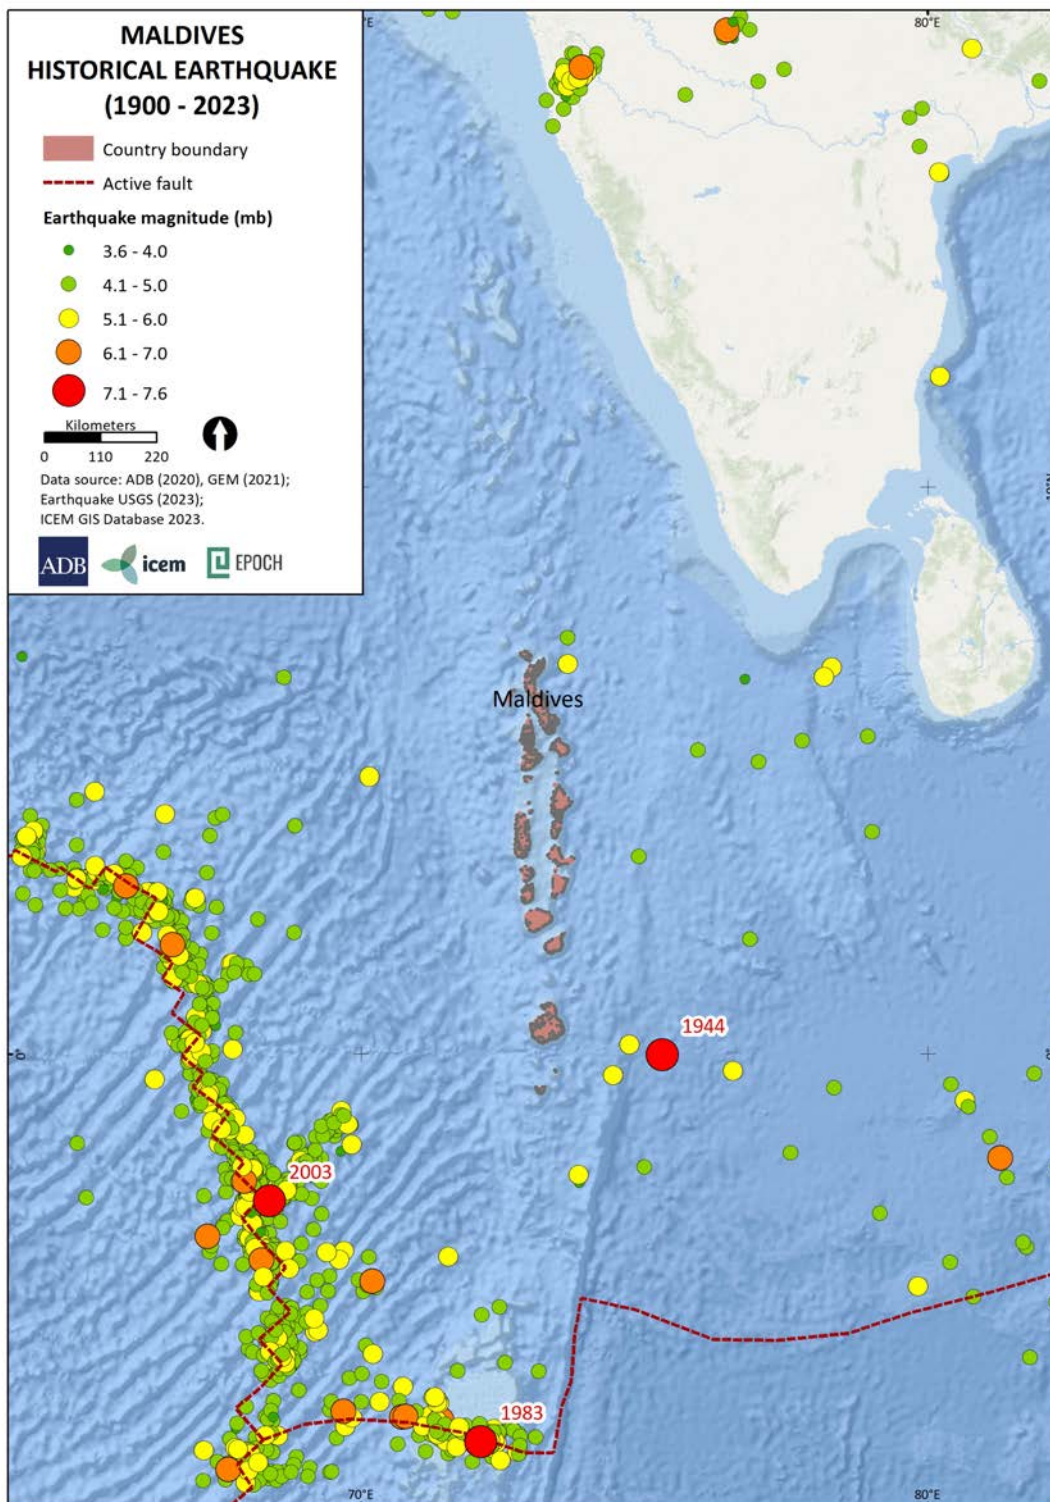 MALDIVES
HISTORICAL EARTHQUAKE
(1900 - 2023)
Country boundary
Active fault
Earthquake magnitude (mb)
3.6 - 4.0
4.1 - 5.0
5.1 - 6.0
6.1 - 7.0
7.1 - 7.6
Kilometers
0 110 220
Data source: ADB (2020), GEM (2021);
Earthquake USGS (2023);
ICEM GIS Database 2023.
ADB icem EPOCH
°E
80°E
10°N
Maldives
1944
0°
0°
2003
1983
70°E
80°E